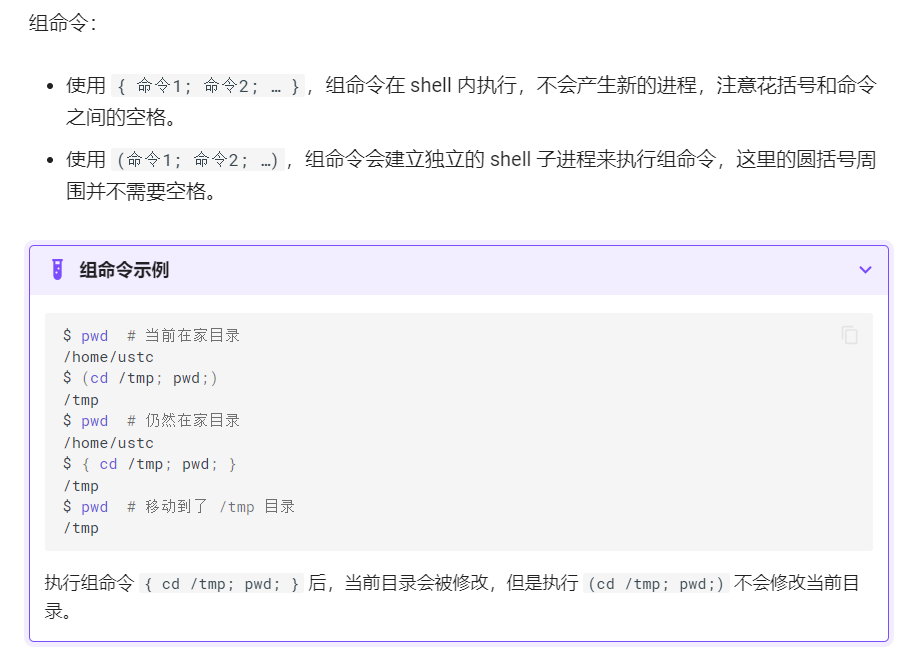 组命令：
• 使用 { 命令1; 命令2; … }，组命令在 shell 内执行，不会产生新的进程，注意花括号和命令
之间的空格。
• 使用 (命令1; 命令2; …)，组命令会建立独立的 shell 子进程来执行组命令，这里的圆括号周
围并不需要空格。
组命令示例
$ pwd  # 当前在家目录
/home/ustc
$ (cd /tmp; pwd;)
/tmp
$ pwd  # 仍然在家目录
/home/ustc
$ { cd /tmp; pwd; }
/tmp
$ pwd  # 移动到了 /tmp 目录
/tmp
执行组命令 { cd /tmp; pwd; } 后，当前目录会被修改，但是执行 (cd /tmp; pwd;) 不会修改当前目
录。